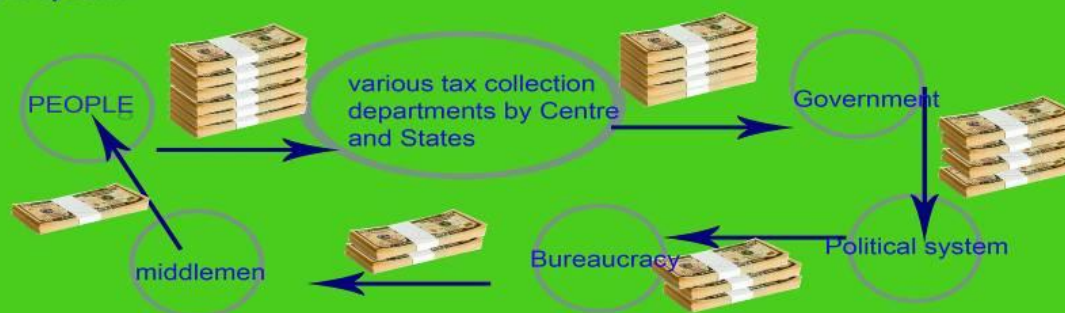 PEOPLE
various tax collection
departments by Centre
and States
Government
Political system
Bureaucracy
middlemen